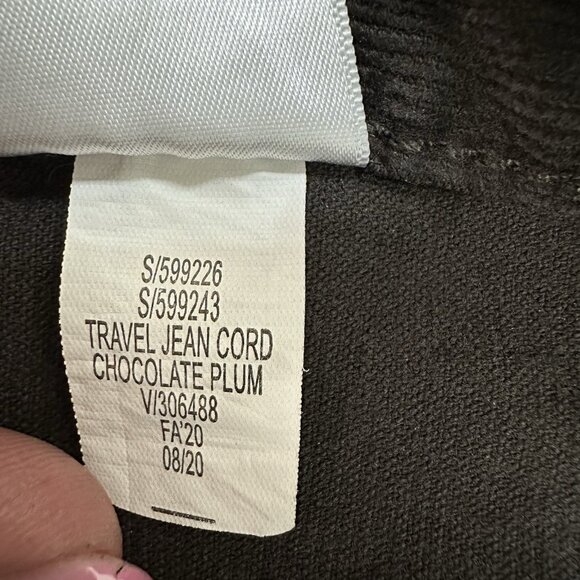 S/599226
S/599243
TRAVEL JEAN CORD
CHOCOLATE PLUM
V/306488
FA'20
08/20